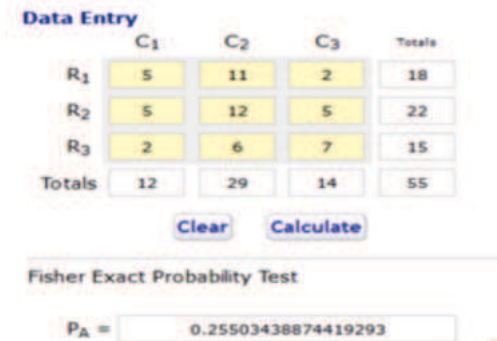 Data Entry
C1 C2 C3 Totals
R1 5 11 2 18
R2 5 12 5 22
R3 2 6 7 15
Totals 12 29 14 55
Clear Calculate
Fisher Exact Probability Test
PA = 0.25503438874419293